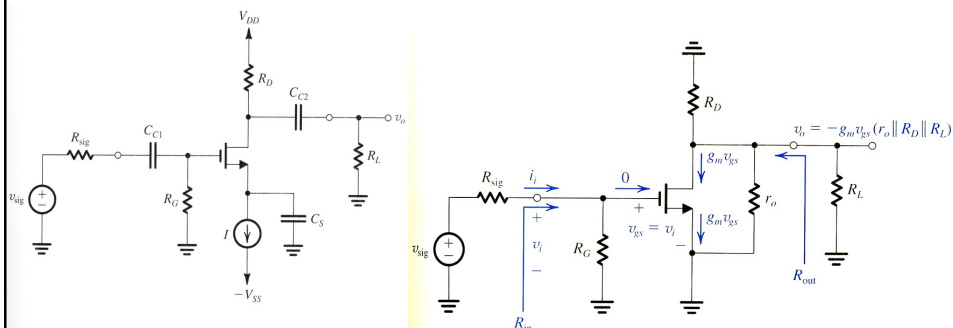 V_DD
R_D
C_C2
v_o
R_sig
C_C1
R_L
R_G
v_sig
+
−
I
C_S
−V_SS
R_D
v_o = −g_m v_gs (r_o ∥ R_D ∥ R_L)
g_m v_gs
R_sig
i_i
0
r_o
R_L
+
v_gs = v_i
−
g_m v_gs
v_sig
+
−
+
v_i
−
R_G
R_out
R_in